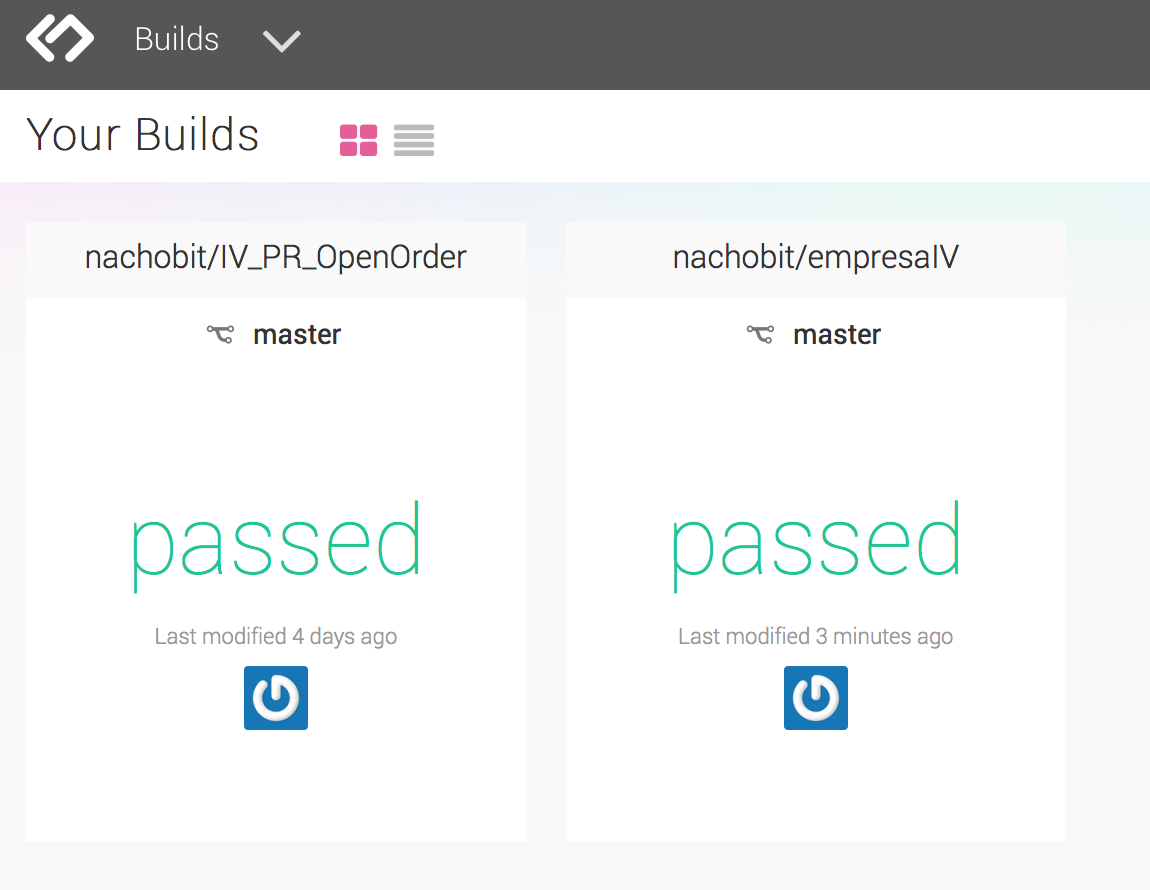 Builds
Your Builds
nachobit/IV_PR_OpenOrder
master
passed
Last modified 4 days ago
nachobit/empresaIV
master
passed
Last modified 3 minutes ago